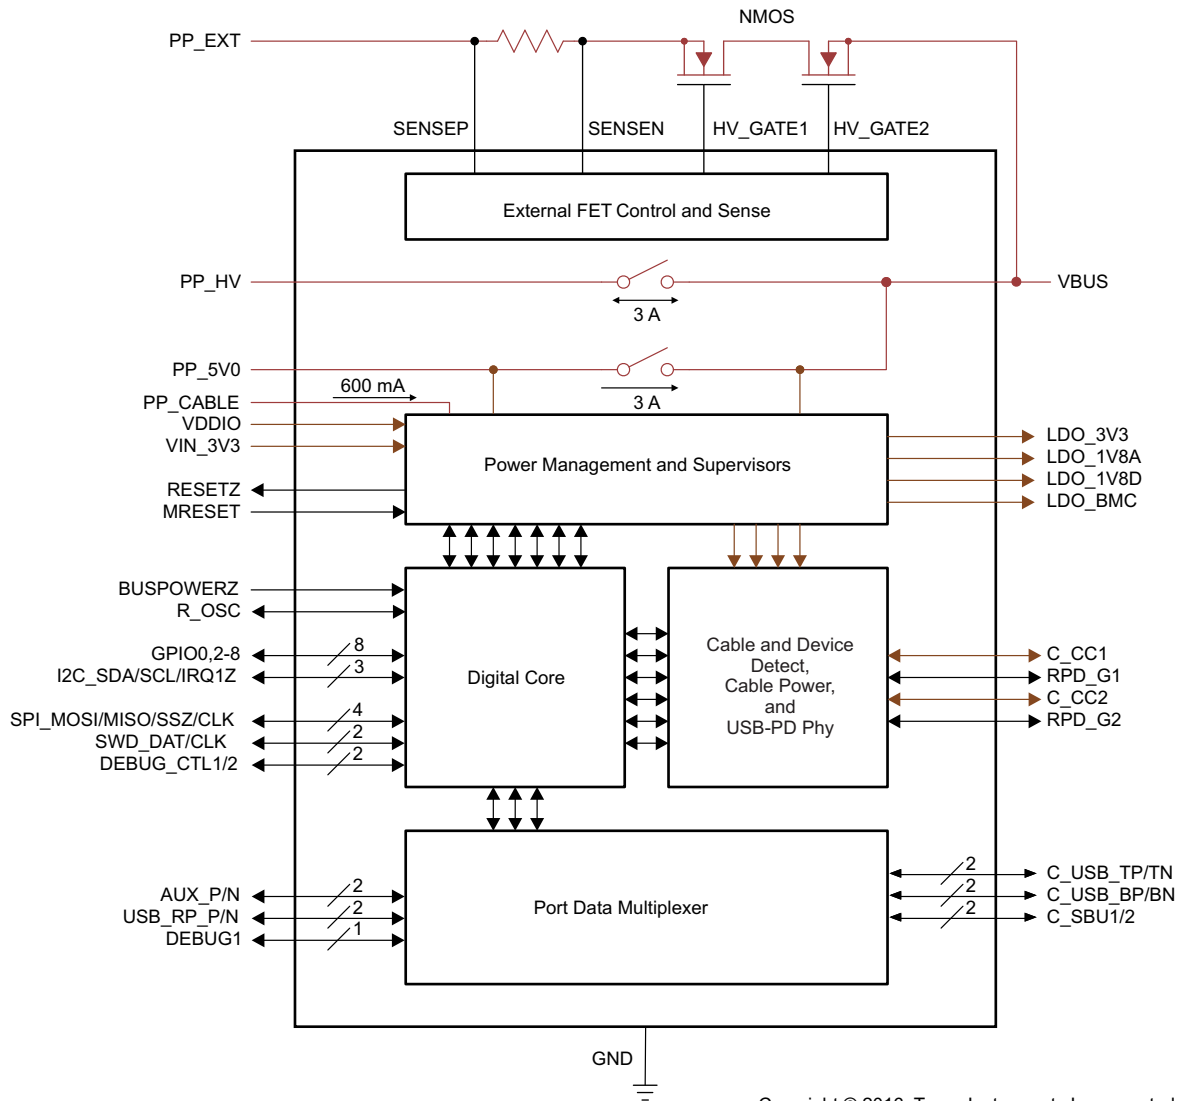 NMOS
PP_EXT
SENSEP
SENSEN
HV_GATE1
HV_GATE2
External FET Control and Sense
PP_HV
3 A
VBUS
PP_5V0
600 mA
3 A
PP_CABLE
VDDIO
VIN_3V3
Power Management and Supervisors
LDO_3V3
LDO_1V8A
LDO_1V8D
LDO_BMC
RESETZ
MRESET
BUSPOWERZ
R_OSC
GPIO0,2-8
8
I2C_SDA/SCL/IRQ1Z
3
SPI_MOSI/MISO/SSZ/CLK
4
SWD_DAT/CLK
2
DEBUG_CTL1/2
2
Digital Core
Cable and Device
Detect,
Cable Power,
and
USB-PD Phy
C_CC1
RPD_G1
C_CC2
RPD_G2
AUX_P/N
2
USB_RP_P/N
2
DEBUG1
1
Port Data Multiplexer
2
C_USB_TP/TN
2
C_USB_BP/BN
2
C_SBU1/2
GND